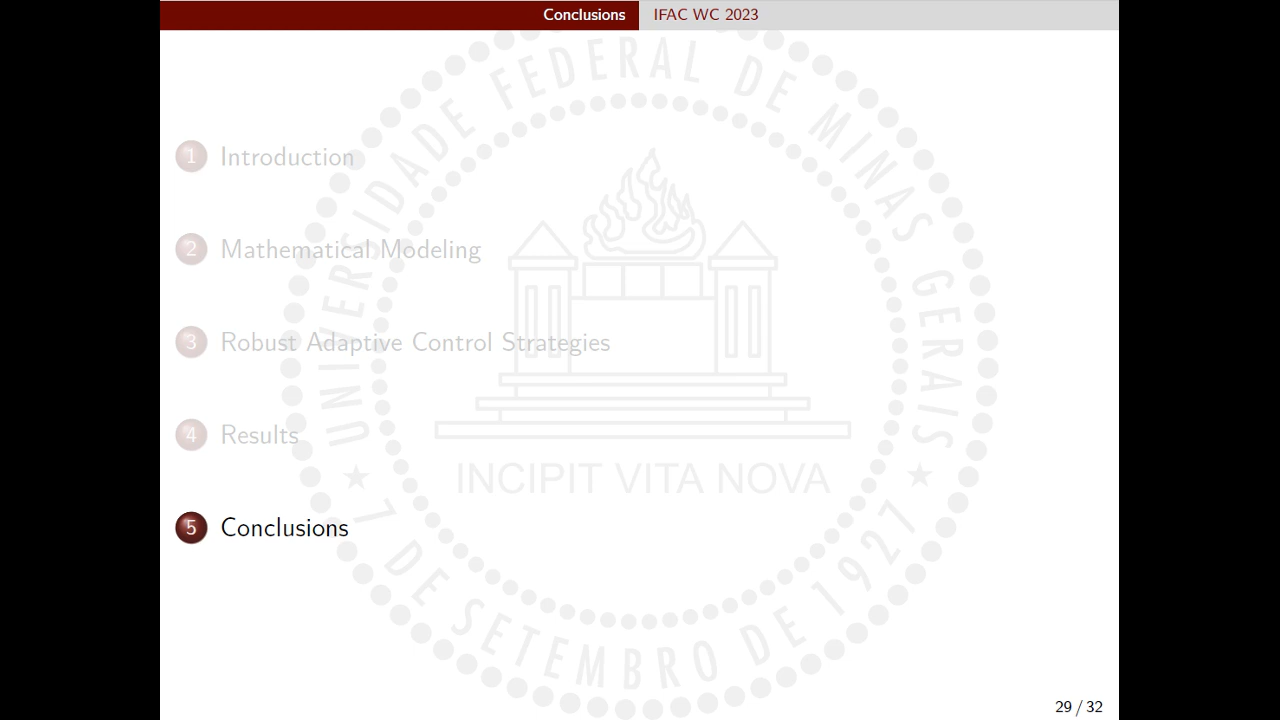 Conclusions IFAC WC 2023
1 Introduction
2 Mathematical Modeling
3 Robust Adaptive Control Strategies
4 Results
5 Conclusions
UNIVERSIDADE FEDERAL DE MINAS GERAIS
INCIPIT VITA NOVA
7 DE SETEMBRO DE 1927
29 / 32